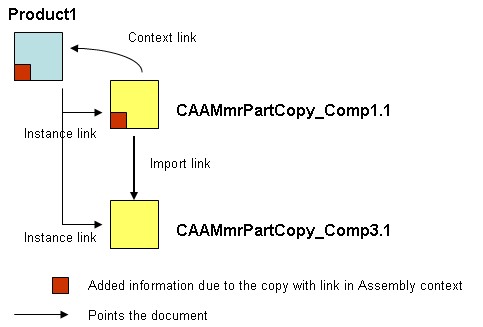 Product1
Context link
CAAMmrPartCopy_Comp1.1
Instance link
Import link
CAAMmrPartCopy_Comp3.1
Instance link
Added information due to the copy with link in Assembly context
Points the document